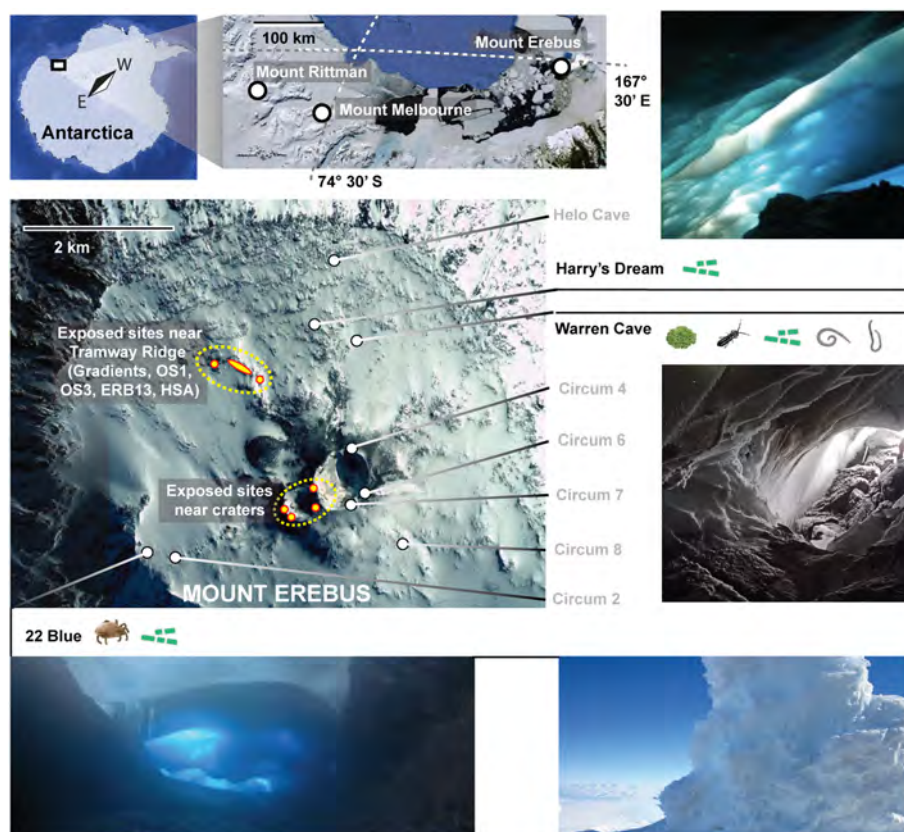 W
E
Antarctica
100 km
Mount Erebus
Mount Rittman
Mount Melbourne
167°
30' E
74° 30' S
2 km
Helo Cave
Harry's Dream
Exposed sites near
Tramway Ridge
(Gradients, OS1,
OS3, ERB13, HSA)
Warren Cave
Circum 4
Circum 6
Exposed sites
near craters
Circum 7
Circum 8
MOUNT EREBUS
Circum 2
22 Blue